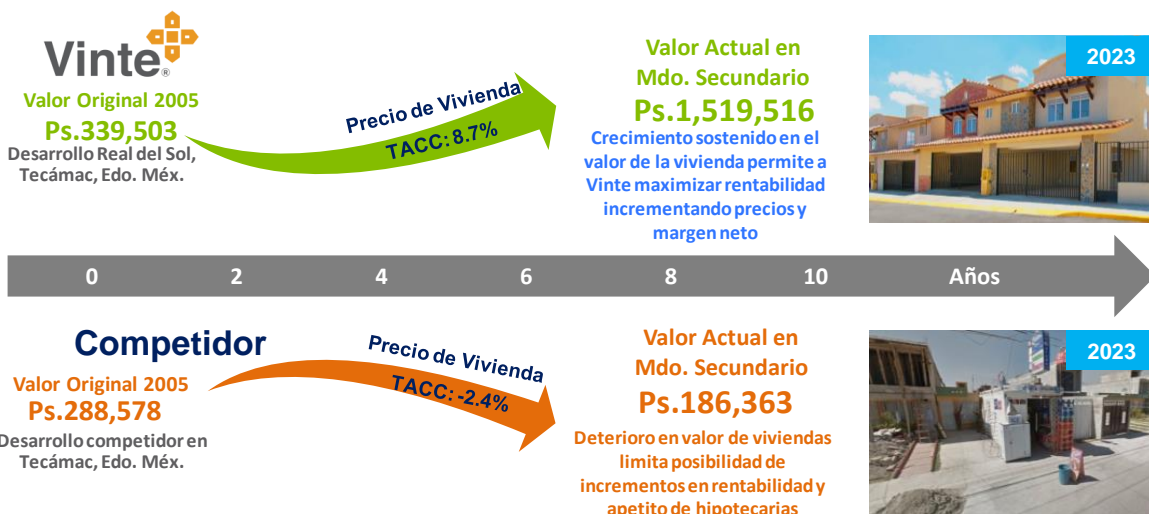 Vinte®
Valor Original 2005
Ps.339,503
Desarrollo Real del Sol,
Tecámac, Edo. Méx.
Precio de Vivienda
TACC: 8.7%
Valor Actual en
Mdo. Secundario
Ps.1,519,516
Crecimiento sostenido en el
valor de la vivienda permite a
Vinte maximizar rentabilidad
incrementando precios y
margen neto
2023
0 2 4 6 8 10 Años
Competidor
Valor Original 2005
Ps.288,578
Desarrollo competidor en
Tecámac, Edo. Méx.
Precio de Vivienda
TACC: -2.4%
Valor Actual en
Mdo. Secundario
Ps.186,363
Deterioro en valor de viviendas
limita posibilidad de
incrementos en rentabilidad y
apetito de hipotecarias
2023